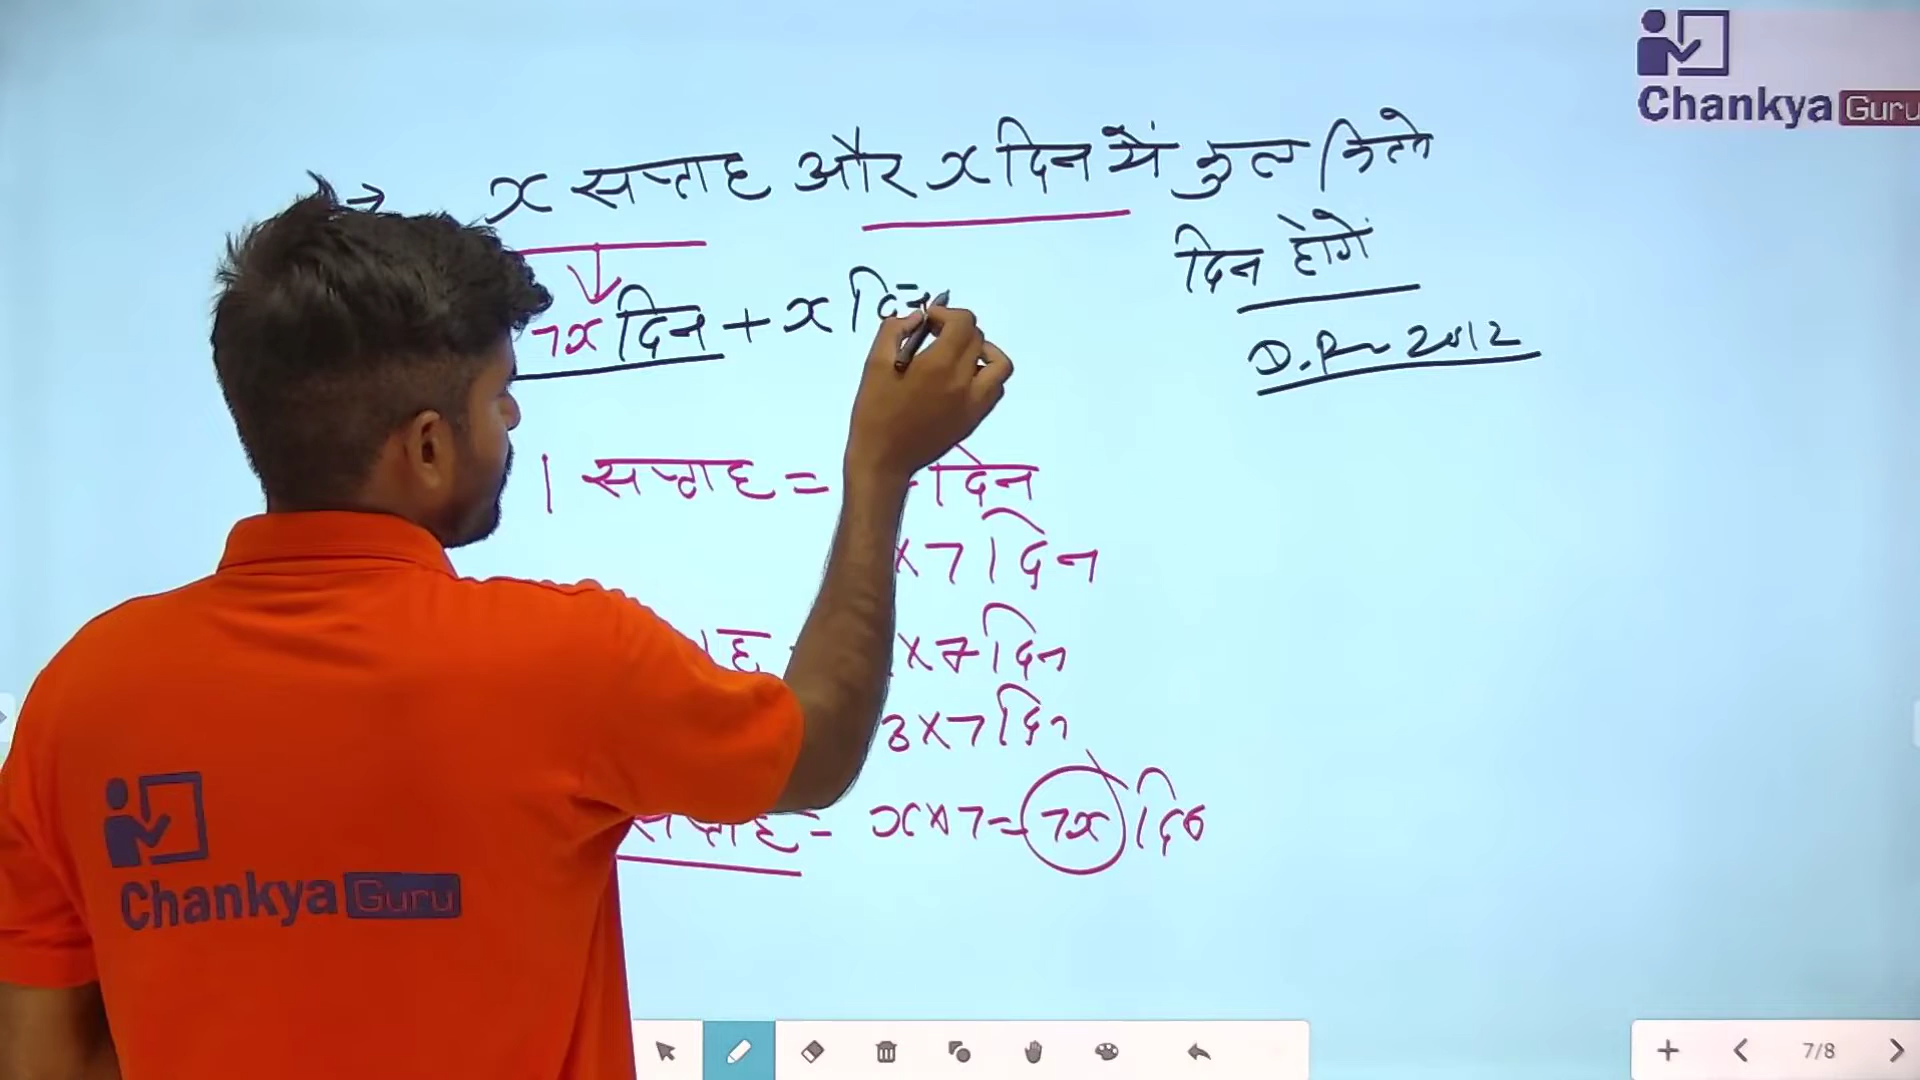 Chankya Guru
→ x सप्ताह और x दिन में कुल कितने
दिन होंगे
7x दिन + x दिन
D.P 2012
1 सप्ताह = दिन
x 7 दिन
ह x 7 दिन
3 x 7 दिन
सप्ताह = x x 7 = 7x दिन
Chankya Guru
7/8